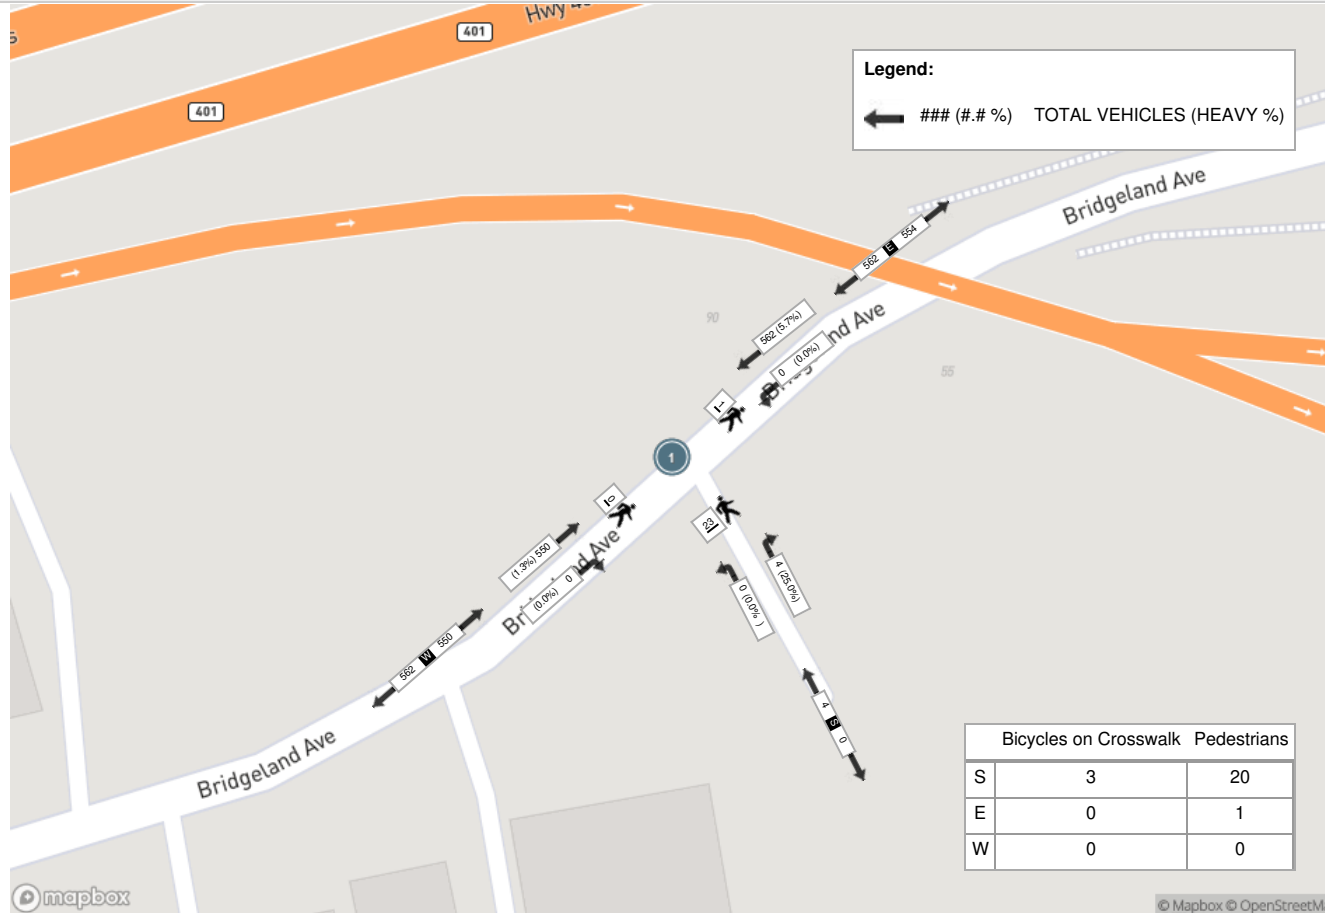 s
Hwy 40
401
401
Legend:
### (#.# %) TOTAL VEHICLES (HEAVY %)
Bridgeland Ave
562 E 554
562 (5.7%)
0 (0.0%)
nd Ave
90
55
1
1
0
23
(1.3%) 550
(0.0%) 0
4 (25.0%)
0 (0.0% )
562 W 550
4 S 0
Bridgeland Ave
Bicycles on Crosswalk Pedestrians
S 3 20
E 0 1
W 0 0
mapbox
© Mapbox © OpenStreetM